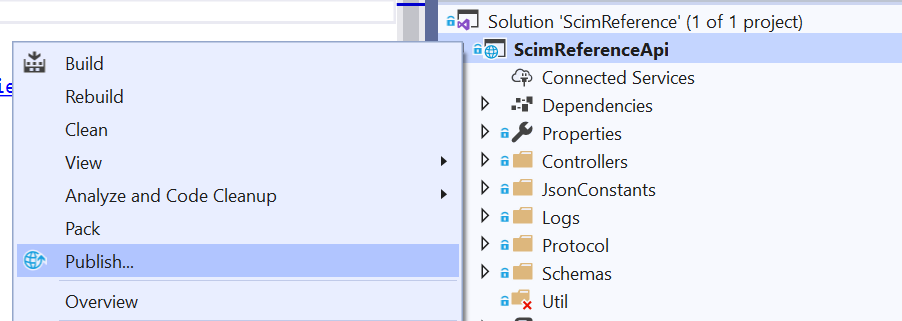 Build
Rebuild
Clean
View
Analyze and Code Cleanup
Pack
Publish...
Overview
Solution 'ScimReference' (1 of 1 project)
ScimReferenceApi
Connected Services
Dependencies
Properties
Controllers
JsonConstants
Logs
Protocol
Schemas
Util